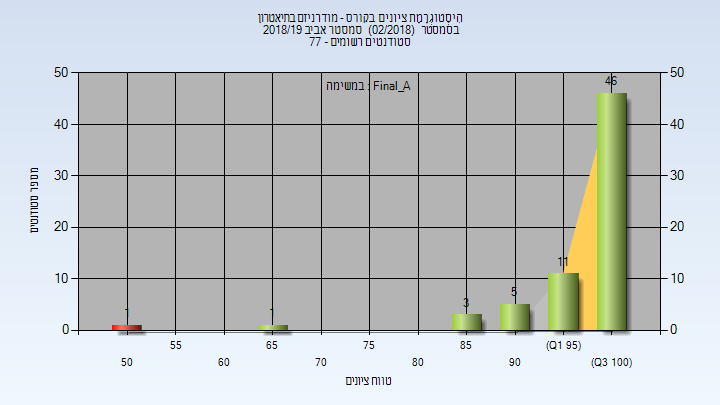 היסטוגרמת ציונים בקורס - מודרניזם בתיאטרון
בסמסטר (02/2018) סמסטר אביב 2018/19
סטודנטים רשומים - 77
במשימה : Final_A
50 50
40 40
30 30
20 20
10 10
0 0
מספר סטודנטים
1 1 3 5 11 46
55 65 75 85 (Q1 95)
50 60 70 80 90 (Q3 100)
טווח ציונים